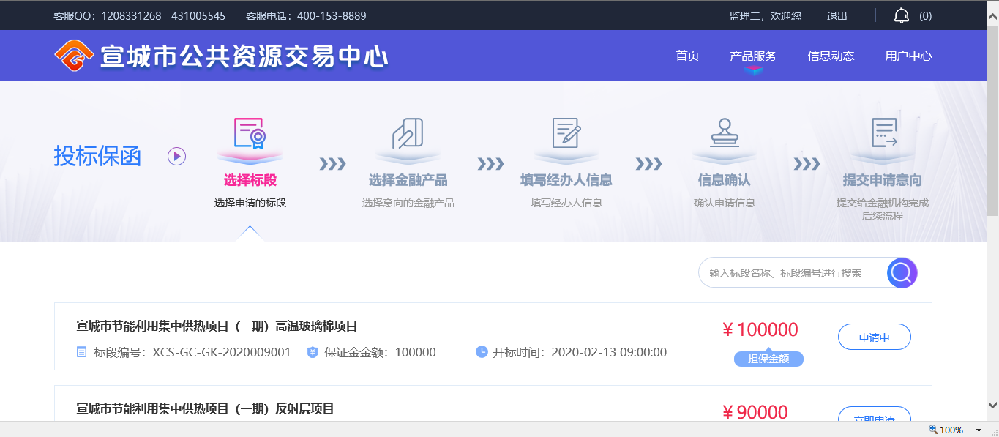 客服QQ：1208331268 431005545 客服电话：400-153-8889 监理二，欢迎您 退出 (0)
宣城市公共资源交易中心 首页 产品服务 信息动态 用户中心
投标保函
选择标段 选择金融产品 填写经办人信息 信息确认 提交申请意向
选择申请的标段 选择意向的金融产品 填写经办人信息 确认申请信息 提交给金融机构完成
后续流程
输入标段名称、标段编号进行搜索
宣城市节能利用集中供热项目（一期）高温玻璃棉项目
¥100000
申请中
标段编号：XCS-GC-GK-2020009001 保证金金额：100000 开标时间：2020-02-13 09:00:00
担保金额
宣城市节能利用集中供热项目（一期）反射层项目
¥90000
立即申请
100%